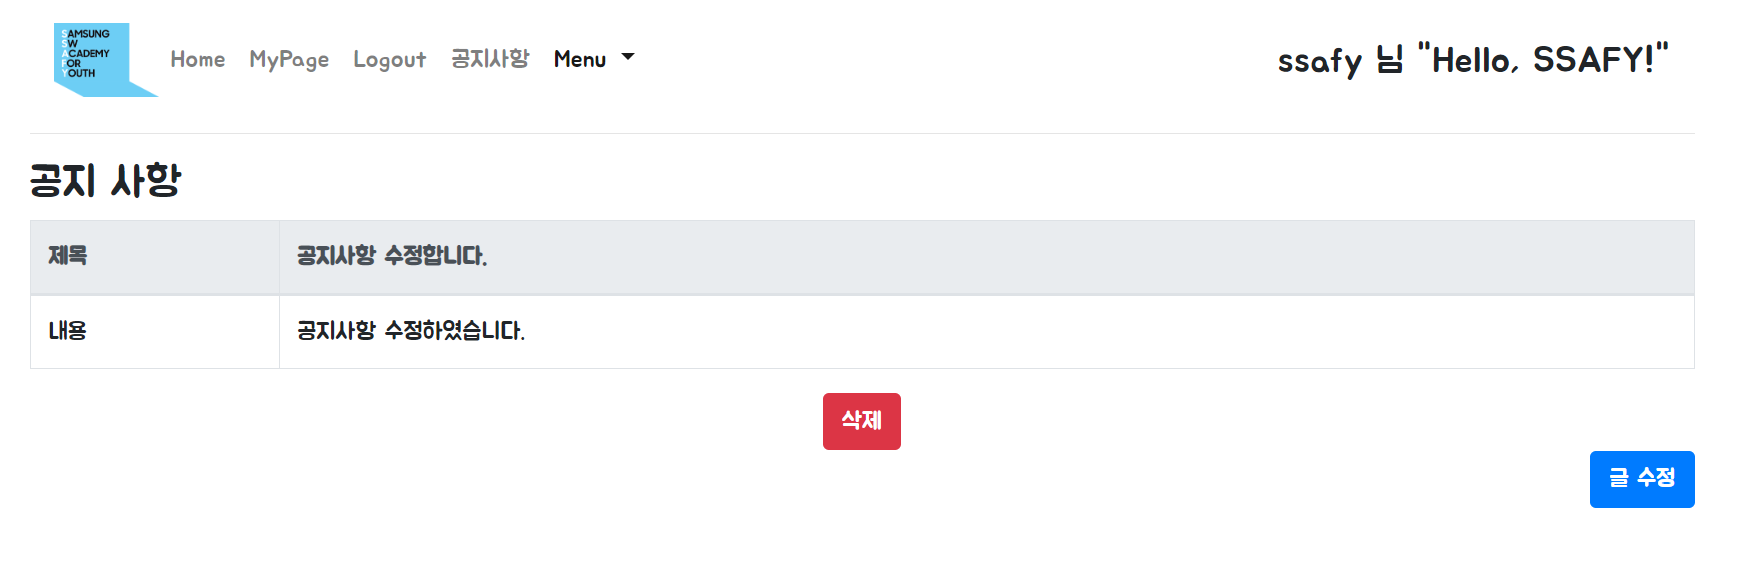 SAMSUNG
SW
ACADEMY
FOR
YOUTH
Home MyPage Logout 공지사항 Menu
ssafy 님 "Hello, SSAFY!"
공지 사항
제목 공지사항 수정합니다.
내용 공지사항 수정하였습니다.
삭제
글 수정